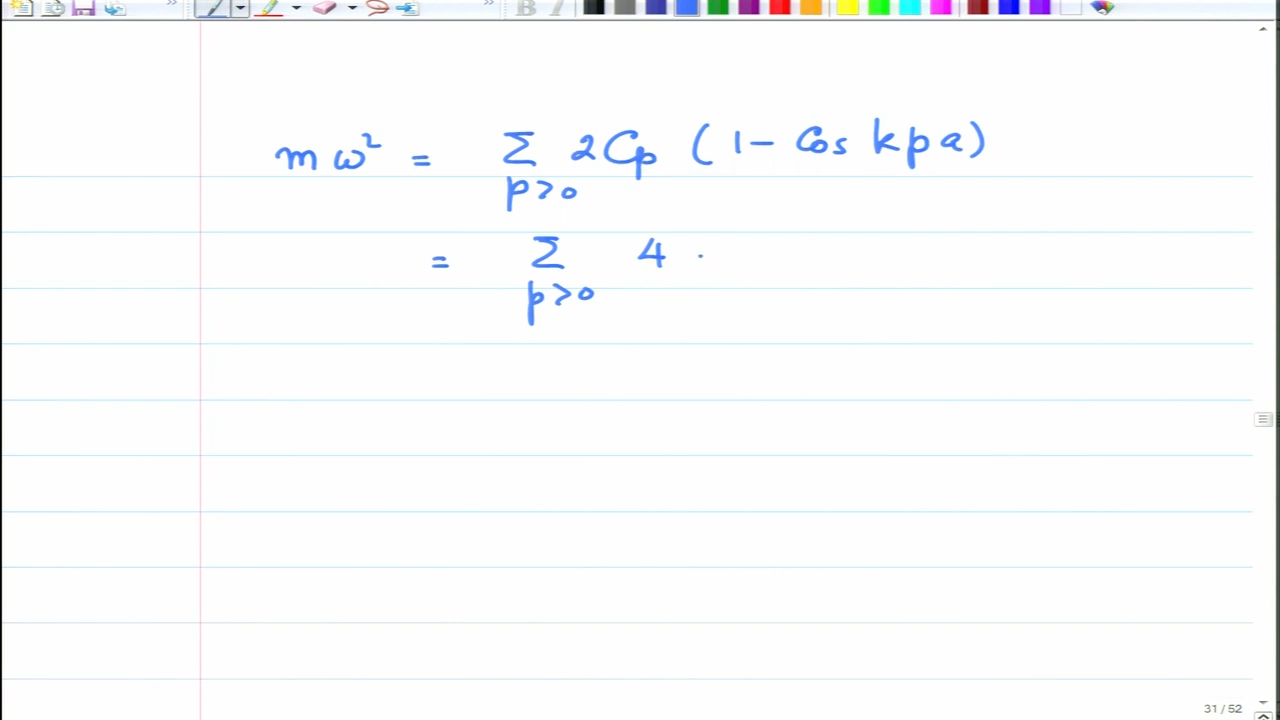 mω² = Σ 2Cp (1 - Cos kpa)
p>0
= Σ 4 .
p>0
31 / 52